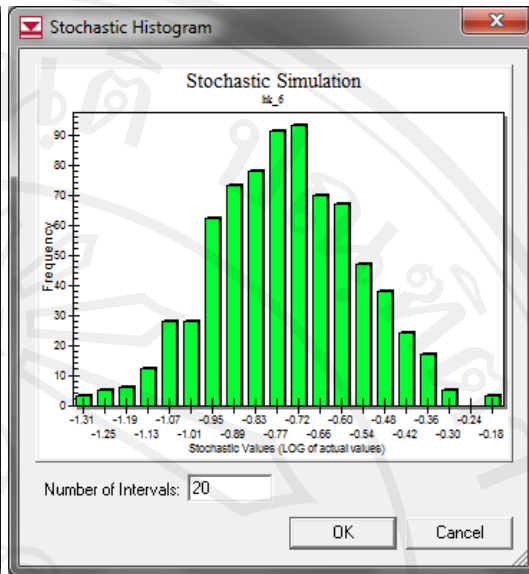 Stochastic Histogram
Stochastic Simulation
hk_6
Frequency
90
80
70
60
50
40
30
20
10
0
-1.31 -1.19 -1.07 -0.95 -0.83 -0.72 -0.60 -0.48 -0.36 -0.24
-1.25 -1.13 -1.01 -0.89 -0.77 -0.66 -0.54 -0.42 -0.30 -0.18
Stochastic Values (LOG of actual values)
Number of Intervals: 20
OK Cancel